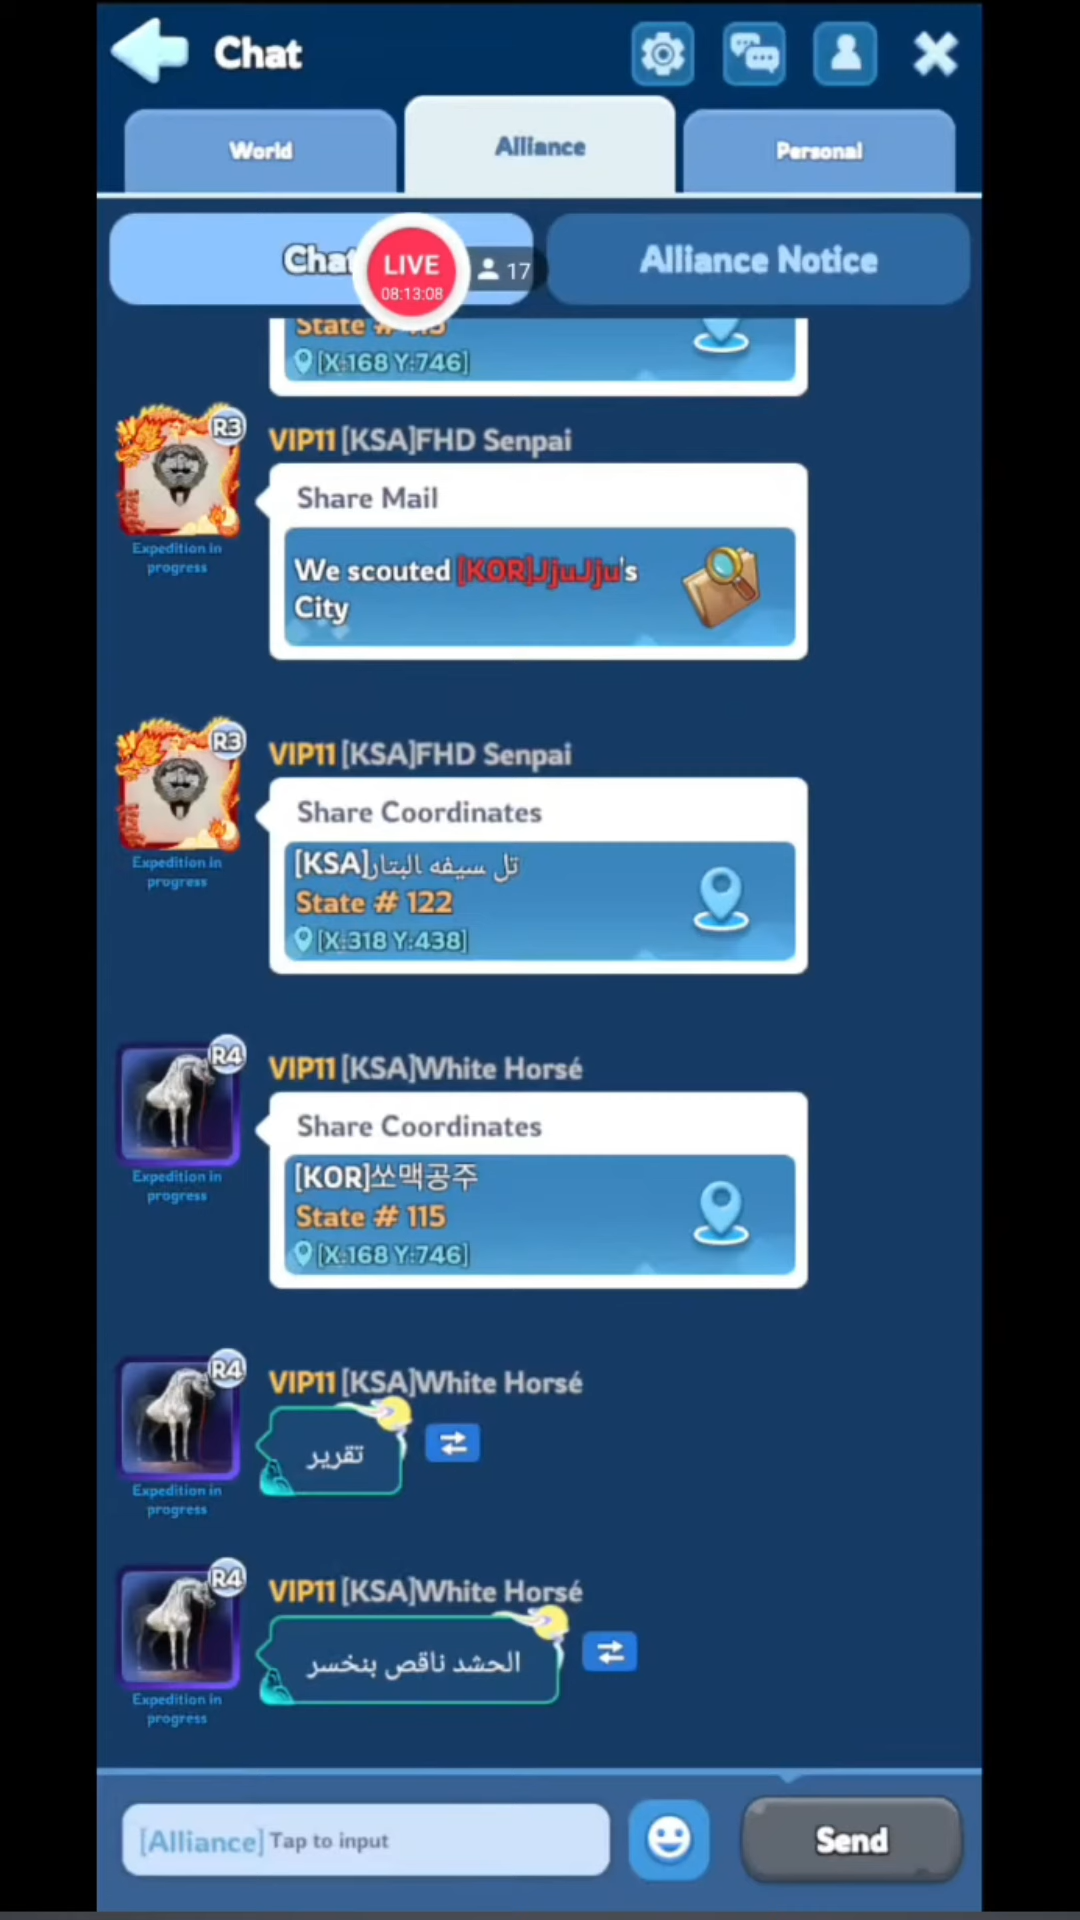 Chat
World
Alliance
Personal
Chat
LIVE
08:13:08
17
Alliance Notice
State # 115
[X:168 Y:746]
R3
VIP11 [KSA]FHD Senpai
Share Mail
Expedition in
progress
We scouted [KOR]JjuJju's
City
R3
VIP11 [KSA]FHD Senpai
Share Coordinates
Expedition in
progress
[KSA]تل سيفه البتار
State # 122
[X:318 Y:438]
R4
VIP11 [KSA]White Horsé
Share Coordinates
Expedition in
progress
[KOR]쏘맥공주
State # 115
[X:168 Y:746]
R4
VIP11 [KSA]White Horsé
تقرير
Expedition in
progress
R4
VIP11 [KSA]White Horsé
الحشد ناقص بنخسر
Expedition in
progress
[Alliance] Tap to input
Send